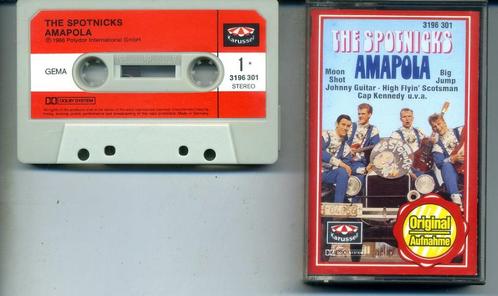 THE SPOTNICKS
AMAPOLA
℗ 1986 Polydor International GmbH
Karussell
GEMA
1
3196 301
STEREO
DOLBY SYSTEM
3196 301
THE SPOTNICKS
AMAPOLA
Moon Shot
Big Jump
Johnny Guitar - High Flyin' Scotsman
Cap Kennedy u.v.a.
Original
Aufnahme
Karussell